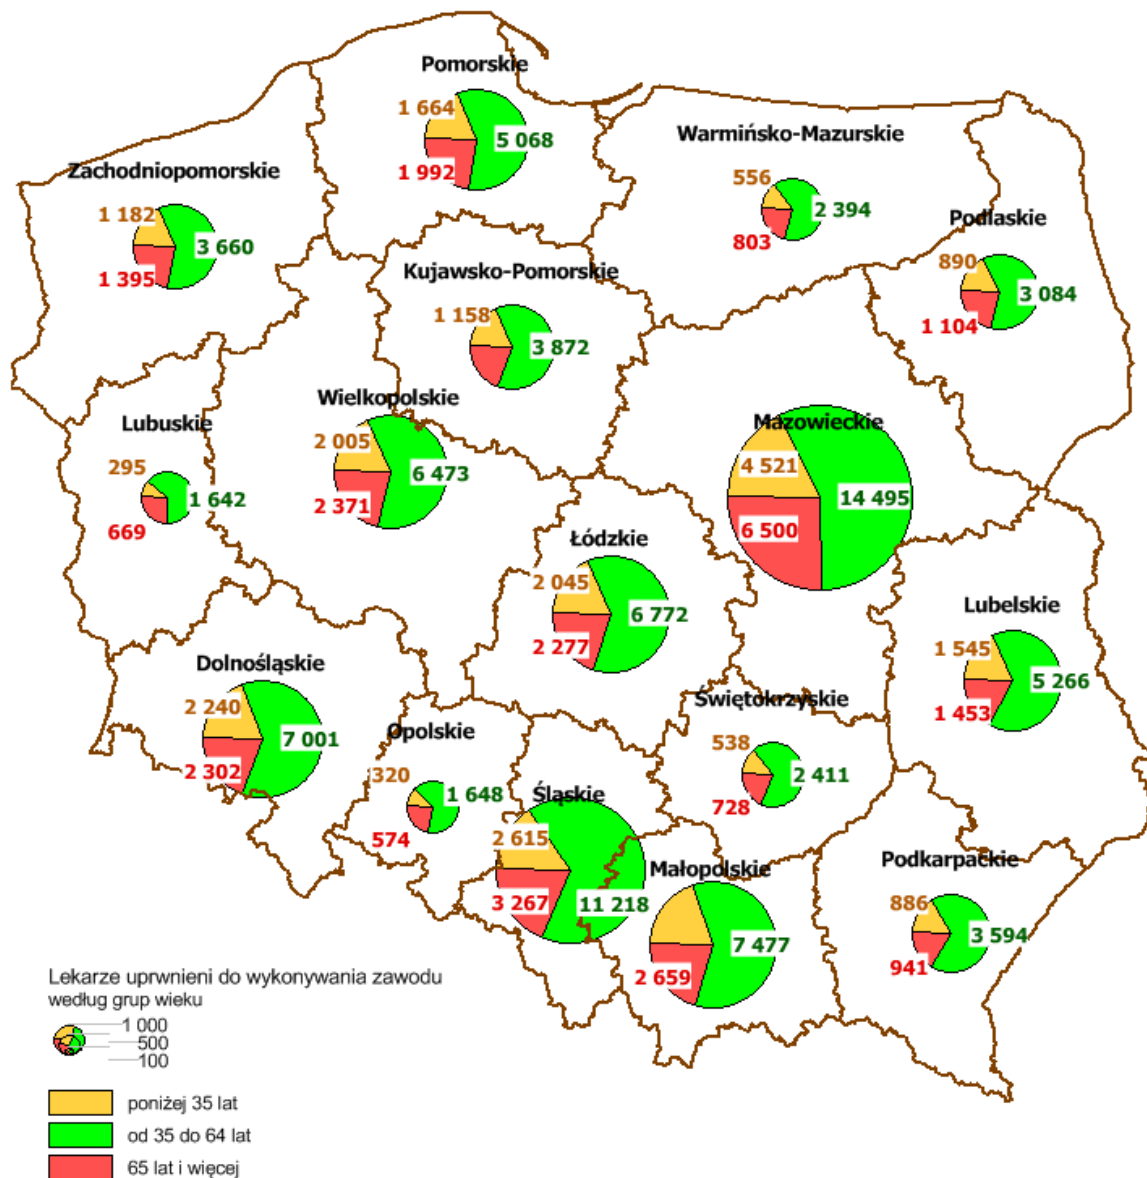 Pomorskie
1 664
5 068
1 992
Warmińsko-Mazurskie
556
2 394
803
Zachodniopomorskie
1 182
3 660
1 395
Podlaskie
890
3 084
1 104
Kujawsko-Pomorskie
1 158
3 872
Wielkopolskie
2 005
6 473
2 371
Lubuskie
295
1 642
669
Mazowieckie
4 521
14 495
6 500
Łódzkie
2 045
6 772
2 277
Lubelskie
1 545
5 266
1 453
Dolnośląskie
2 240
7 001
2 302
Opolskie
320
1 648
574
Świętokrzyskie
538
2 411
728
Śląskie
2 615
11 218
3 267
Małopolskie
7 477
2 659
Podkarpackie
886
3 594
941
Lekarze uprwnieni do wykonywania zawodu
według grup wieku
1 000
500
100
poniżej 35 lat
od 35 do 64 lat
65 lat i więcej